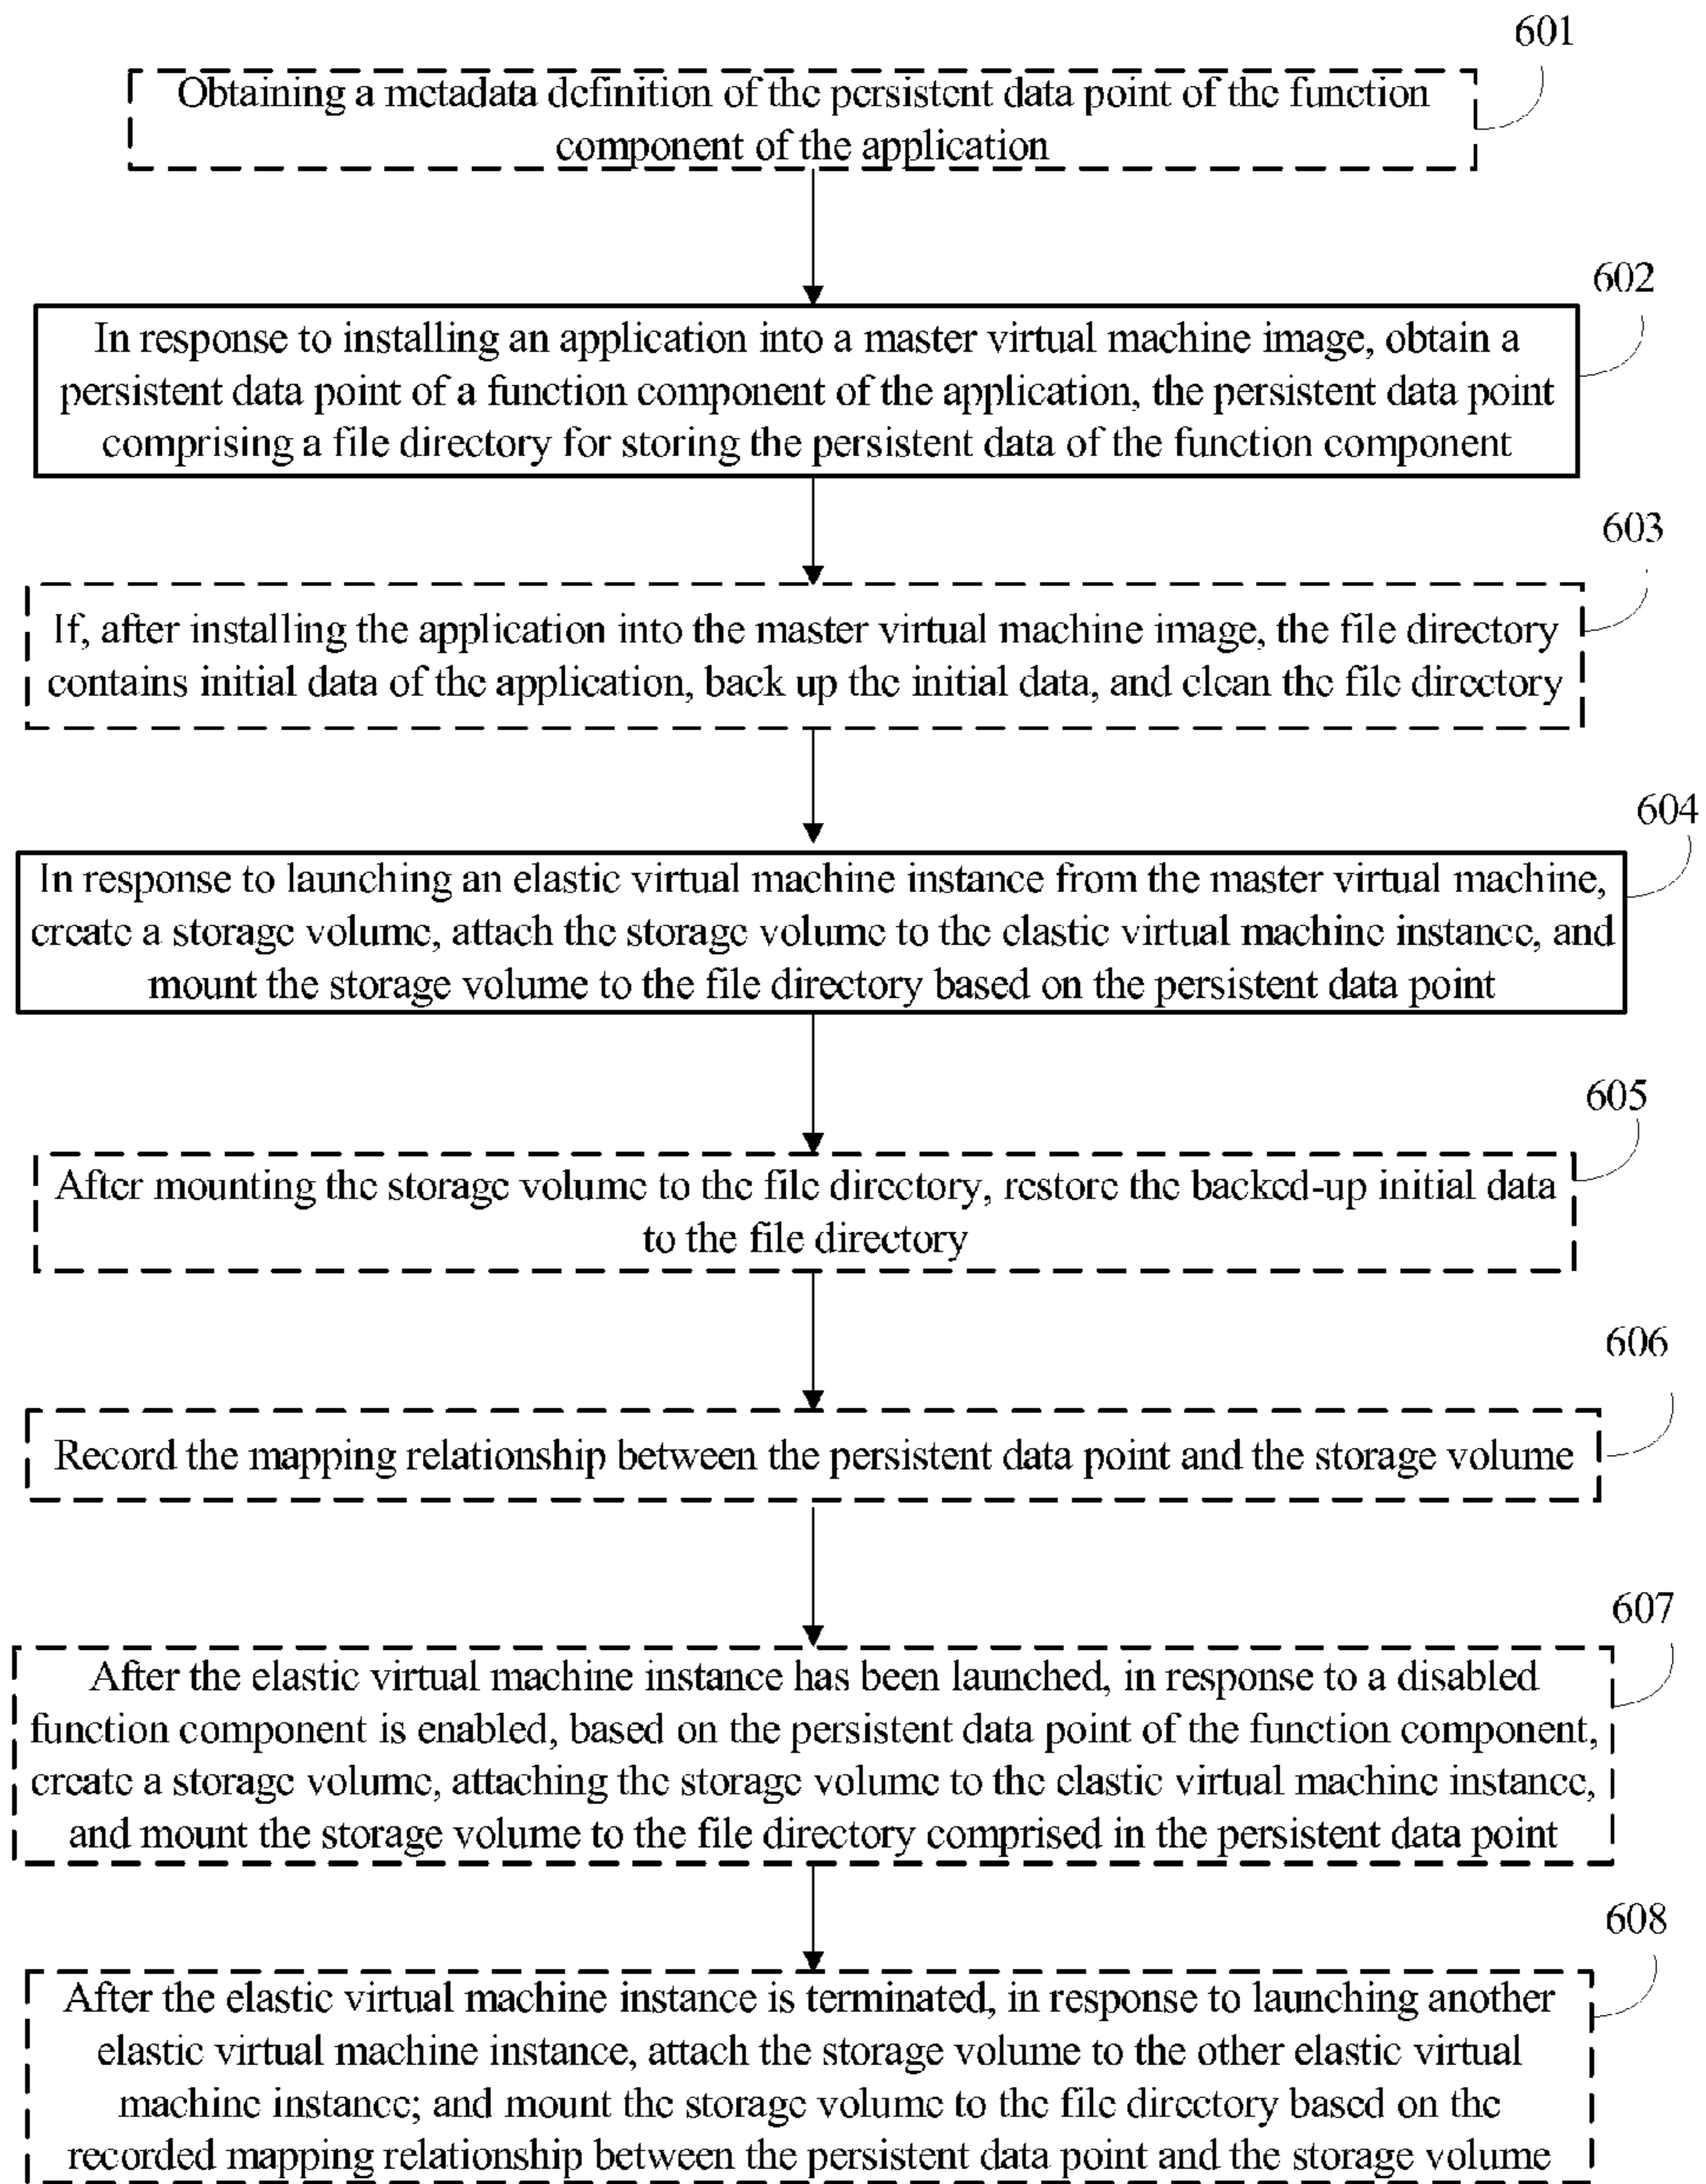 601
Obtaining a metadata definition of the persistent data point of the function
component of the application
602
In response to installing an application into a master virtual machine image, obtain a
persistent data point of a function component of the application, the persistent data point
comprising a file directory for storing the persistent data of the function component
603
If, after installing the application into the master virtual machine image, the file directory
contains initial data of the application, back up the initial data, and clean the file directory
604
In response to launching an elastic virtual machine instance from the master virtual machine,
create a storage volume, attach the storage volume to the elastic virtual machine instance, and
mount the storage volume to the file directory based on the persistent data point
605
After mounting the storage volume to the file directory, restore the backed-up initial data
to the file directory
606
Record the mapping relationship between the persistent data point and the storage volume
607
After the elastic virtual machine instance has been launched, in response to a disabled
function component is enabled, based on the persistent data point of the function component,
create a storage volume, attaching the storage volume to the elastic virtual machine instance,
and mount the storage volume to the file directory comprised in the persistent data point
608
After the elastic virtual machine instance is terminated, in response to launching another
elastic virtual machine instance, attach the storage volume to the other elastic virtual
machine instance; and mount the storage volume to the file directory based on the
recorded mapping relationship between the persistent data point and the storage volume